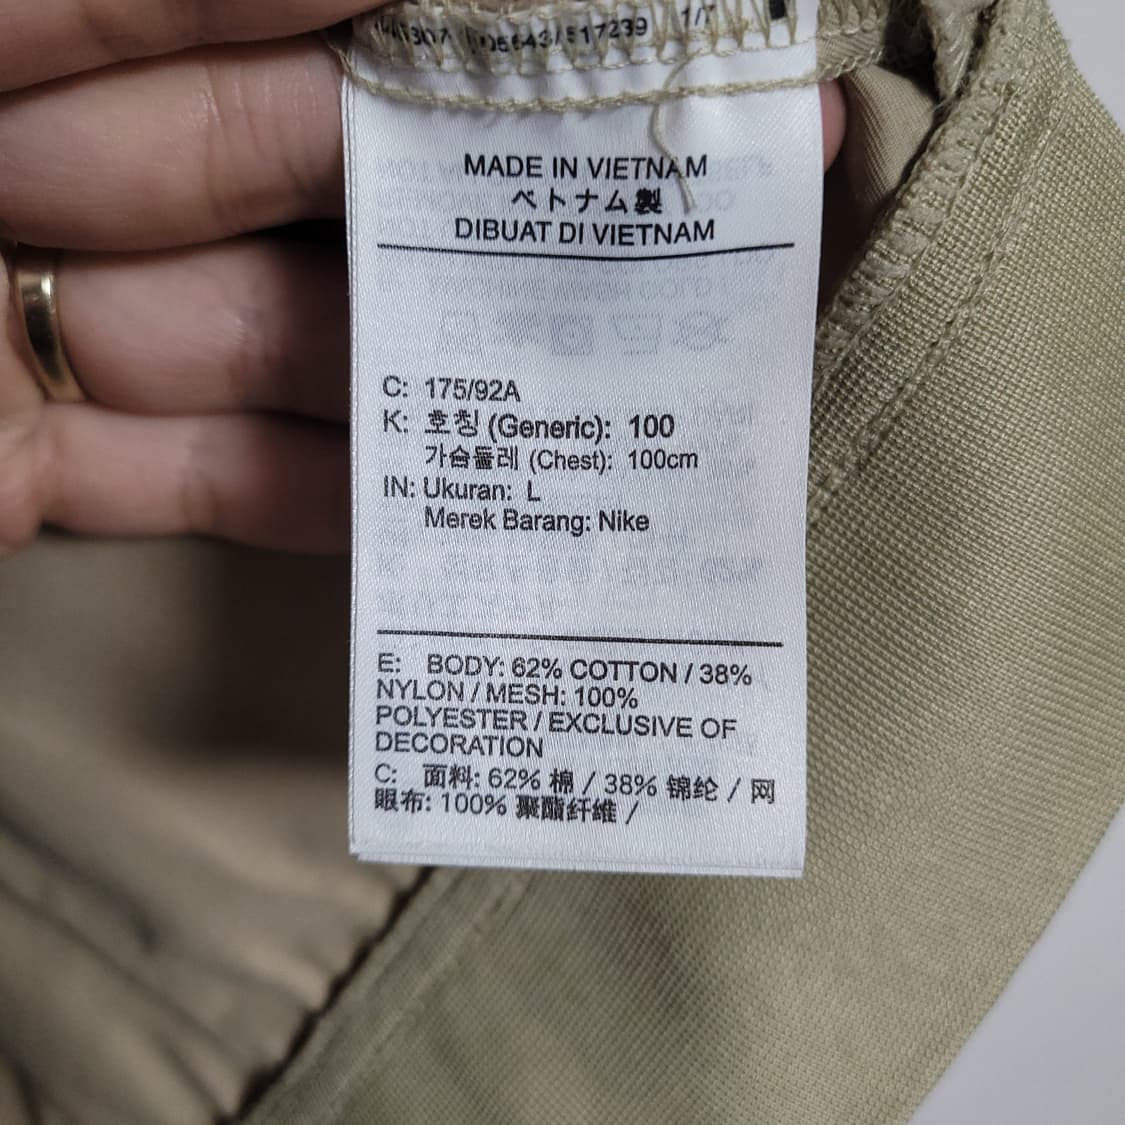 MADE IN VIETNAM
ベトナム製
DIBUAT DI VIETNAM
C: 175/92A
K: 호칭 (Generic): 100
가슴둘레 (Chest): 100cm
IN: Ukuran: L
Merek Barang: Nike
E: BODY: 62% COTTON / 38%
NYLON / MESH: 100%
POLYESTER / EXCLUSIVE OF
DECORATION
C: 面料: 62% 棉 / 38% 锦纶 / 网
眼布: 100% 聚酯纤维 /